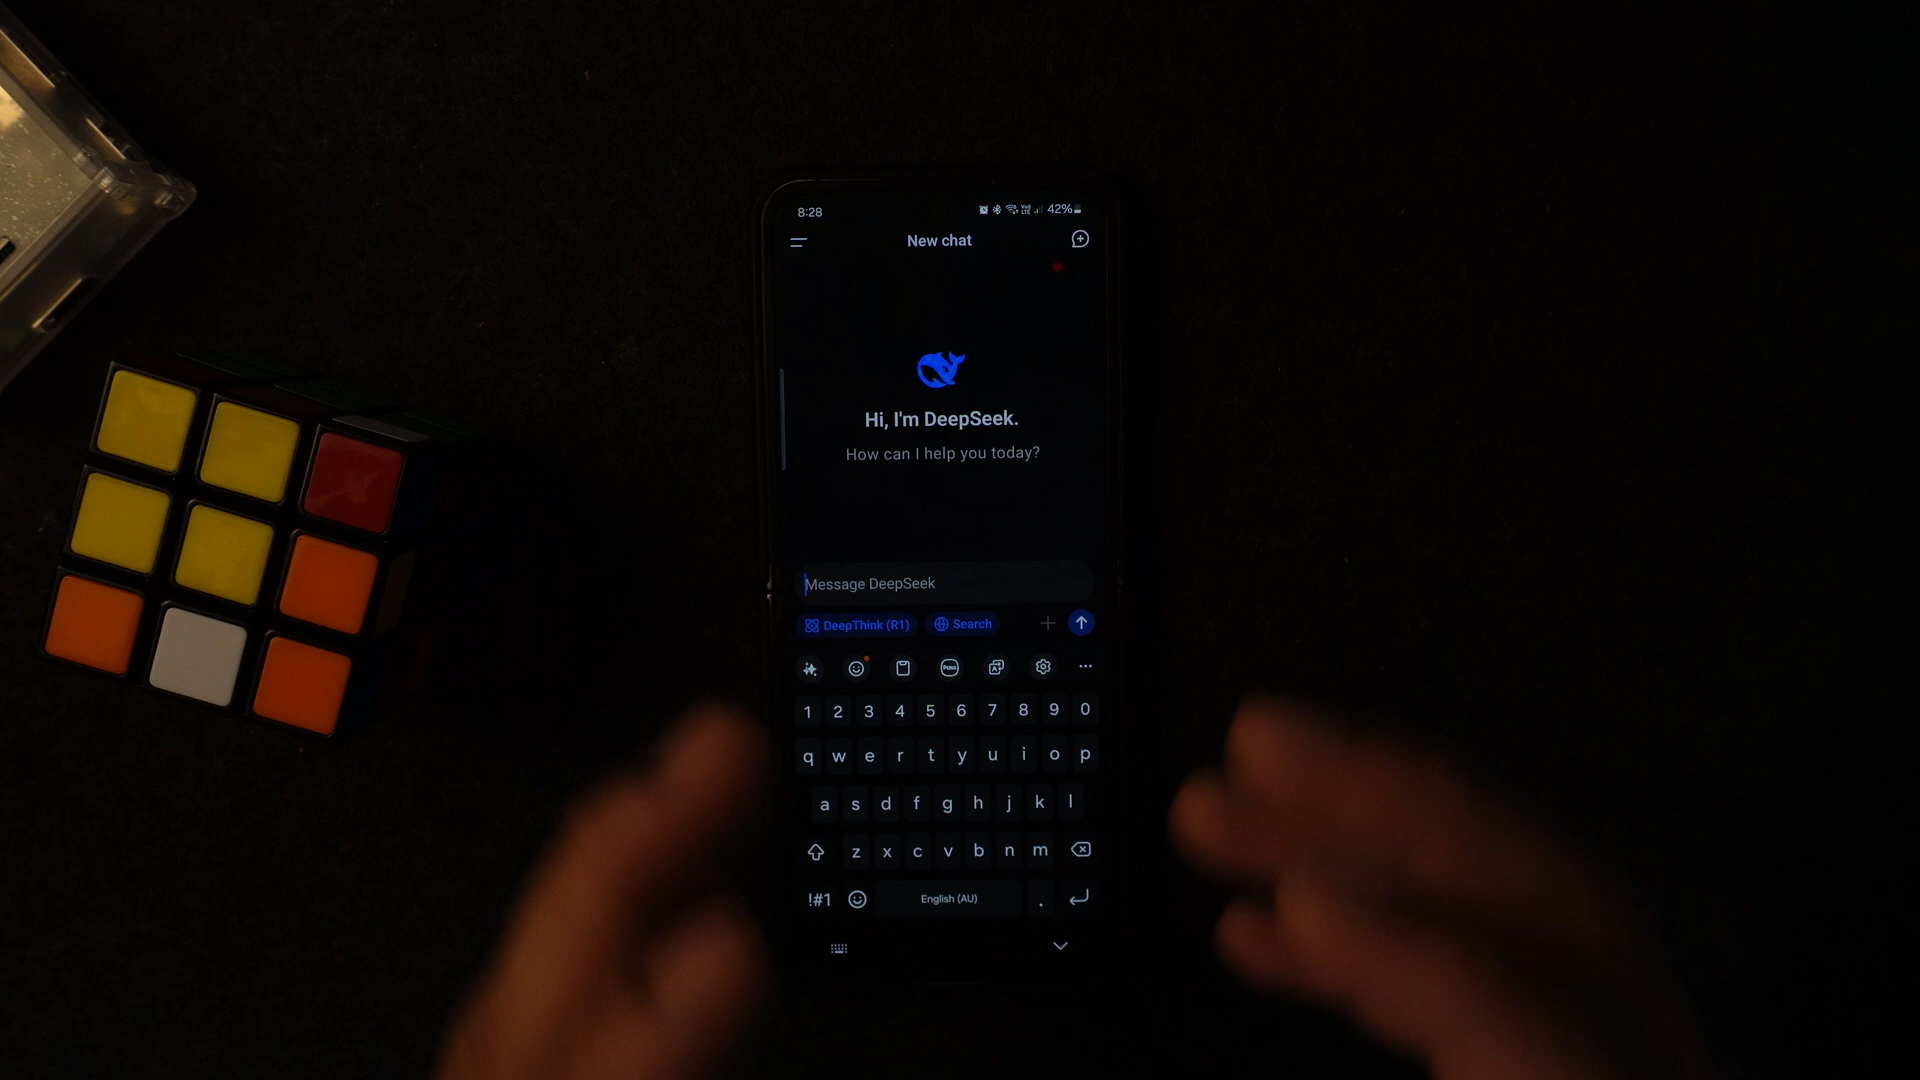 8:28
42%
New chat
Hi, I'm DeepSeek.
How can I help you today?
Message DeepSeek
DeepThink (R1) Search
Pass
1 2 3 4 5 6 7 8 9 0
q w e r t y u i o p
a s d f g h j k l
z x c v b n m
!#1 English (AU) .